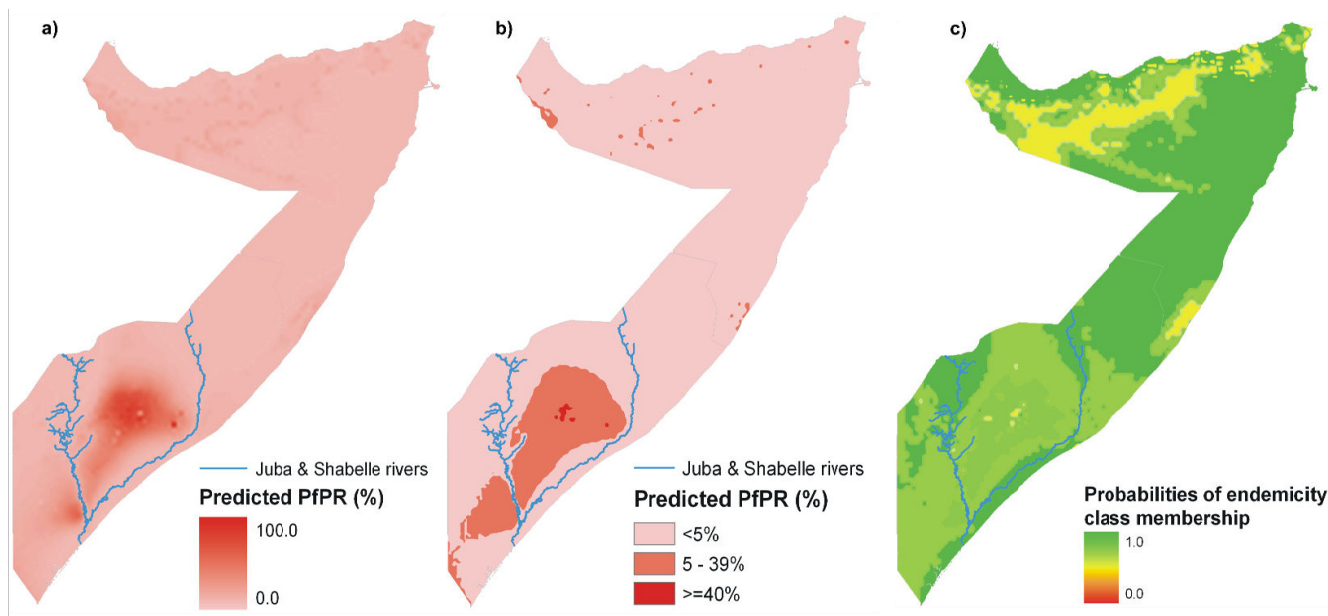 a)
Juba & Shabelle rivers
Predicted PfPR (%)
100.0
0.0
b)
Juba & Shabelle rivers
Predicted PfPR (%)
<5%
5 - 39%
>=40%
c)
Probabilities of endemicity
class membership
1.0
0.0